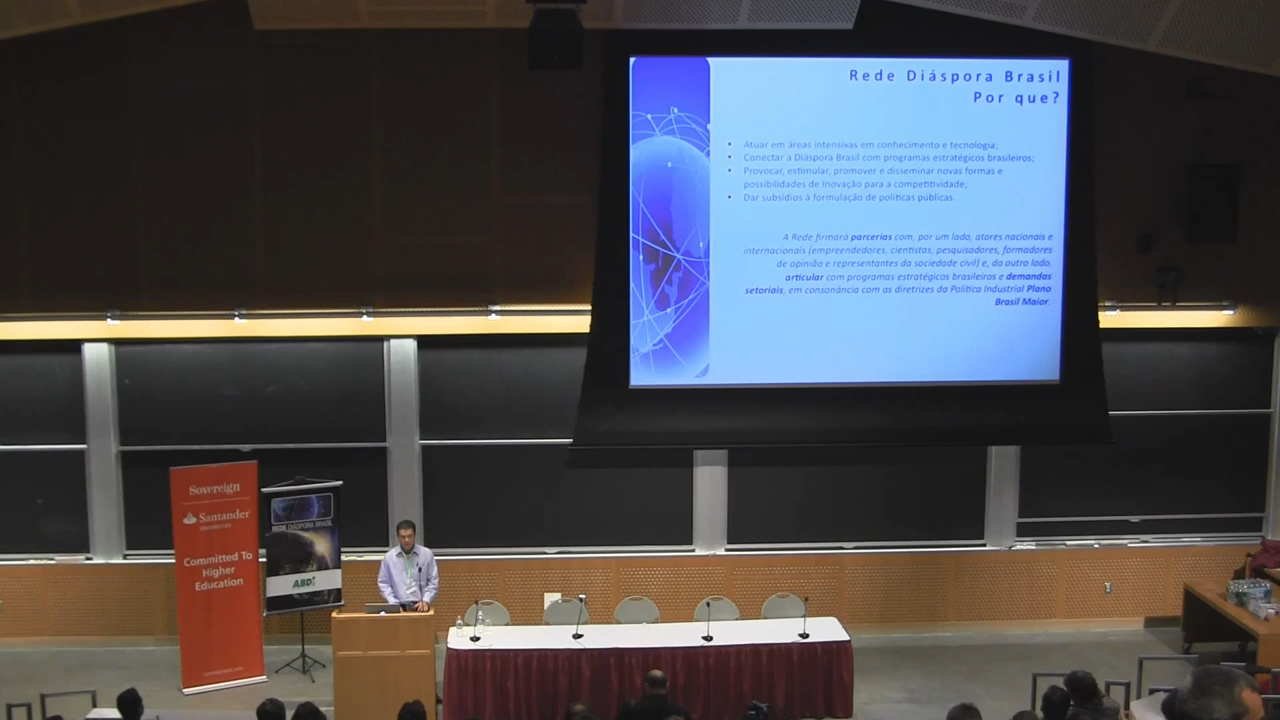 Rede Diáspora Brasil
Por que?
• Atuar em áreas intensivas em conhecimento e tecnologia;
• Conectar a Diáspora Brasil com programas estratégicos brasileiros;
• Provocar, estimular, promover e disseminar novas formas e
possibilidades de Inovação para a competitividade;
• Dar subsídios à formulação de políticas públicas.
A Rede firmará parcerias com, por um lado, atores nacionais e
internacionais (empreendedores, cientistas, pesquisadores, formadores
de opinião e representantes da sociedade civil) e, do outro lado,
articular com programas estratégicos brasileiros e demandas
setoriais, em consonância com as diretrizes da Política Industrial Plano
Brasil Maior.
Sovereign
Santander
Committed To
Higher
Education
REDE DIÁSPORA BRASIL
ABDI